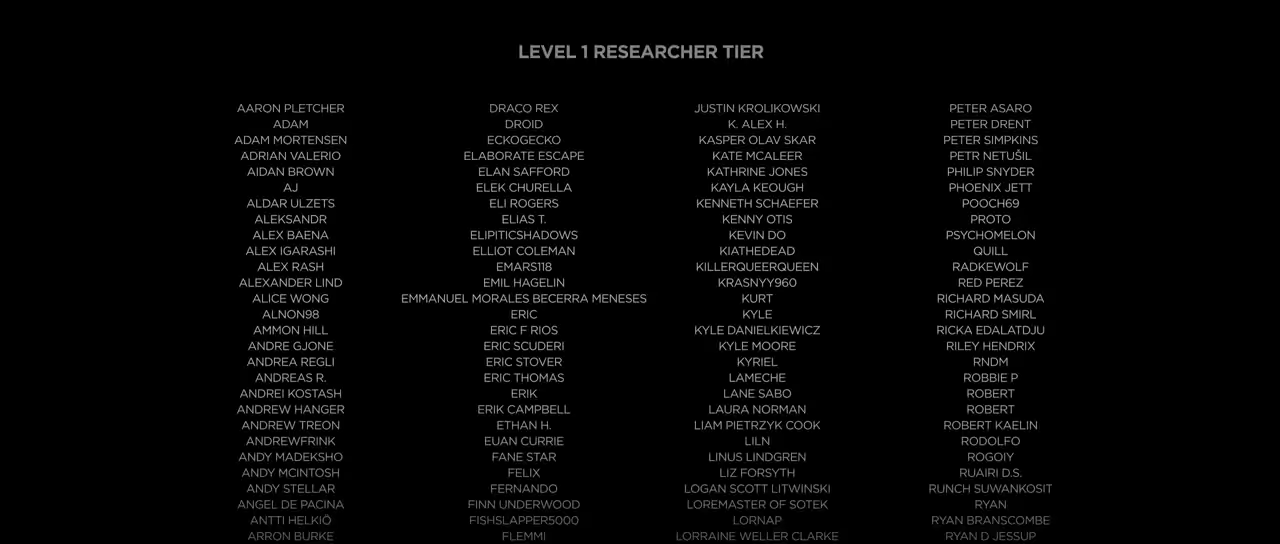 LEVEL 1 RESEARCHER TIER
AARON PLETCHER
ADAM
ADAM MORTENSEN
ADRIAN VALERIO
AIDAN BROWN
AJ
ALDAR ULZETS
ALEKSANDR
ALEX BAENA
ALEX IGARASHI
ALEX RASH
ALEXANDER LIND
ALICE WONG
ALNON98
AMMON HILL
ANDRE GJONE
ANDREA REGLI
ANDREAS R.
ANDREI KOSTASH
ANDREW HANGER
ANDREW TREON
ANDREWFRINK
ANDY MADEKSHO
ANDY MCINTOSH
ANDY STELLAR
ANGEL DE PACINA
ANTTI HELKIÖ
ARRON BURKE
DRACO REX
DROID
ECKOGECKO
ELABORATE ESCAPE
ELAN SAFFORD
ELEK CHURELLA
ELI ROGERS
ELIAS T.
ELIPITICSHADOWS
ELLIOT COLEMAN
EMARS118
EMIL HAGELIN
EMMANUEL MORALES BECERRA MENESES
ERIC
ERIC F RIOS
ERIC SCUDERI
ERIC STOVER
ERIC THOMAS
ERIK
ERIK CAMPBELL
ETHAN H.
EUAN CURRIE
FANE STAR
FELIX
FERNANDO
FINN UNDERWOOD
FISHSLAPPER5000
FLEMMI
JUSTIN KROLIKOWSKI
K. ALEX H.
KASPER OLAV SKAR
KATE MCALEER
KATHRINE JONES
KAYLA KEOUGH
KENNETH SCHAEFER
KENNY OTIS
KEVIN DO
KIATHEDEAD
KILLERQUEERQUEEN
KRASNYY960
KURT
KYLE
KYLE DANIELKIEWICZ
KYLE MOORE
KYRIEL
LAMECHE
LANE SABO
LAURA NORMAN
LIAM PIETRZYK COOK
LILN
LINUS LINDGREN
LIZ FORSYTH
LOGAN SCOTT LITWINSKI
LOREMASTER OF SOTEK
LORNAP
LORRAINE WELLER CLARKE
PETER ASARO
PETER DRENT
PETER SIMPKINS
PETR NETUŠIL
PHILIP SNYDER
PHOENIX JETT
POOCH69
PROTO
PSYCHOMELON
QUILL
RADKEWOLF
RED PEREZ
RICHARD MASUDA
RICHARD SMIRL
RICKA EDALATDJU
RILEY HENDRIX
RNDM
ROBBIE P
ROBERT
ROBERT
ROBERT KAELIN
RODOLFO
ROGOIY
RUAIRI D.S.
RUNCH SUWANKOSIT
RYAN
RYAN BRANSCOMBE
RYAN D JESSUP